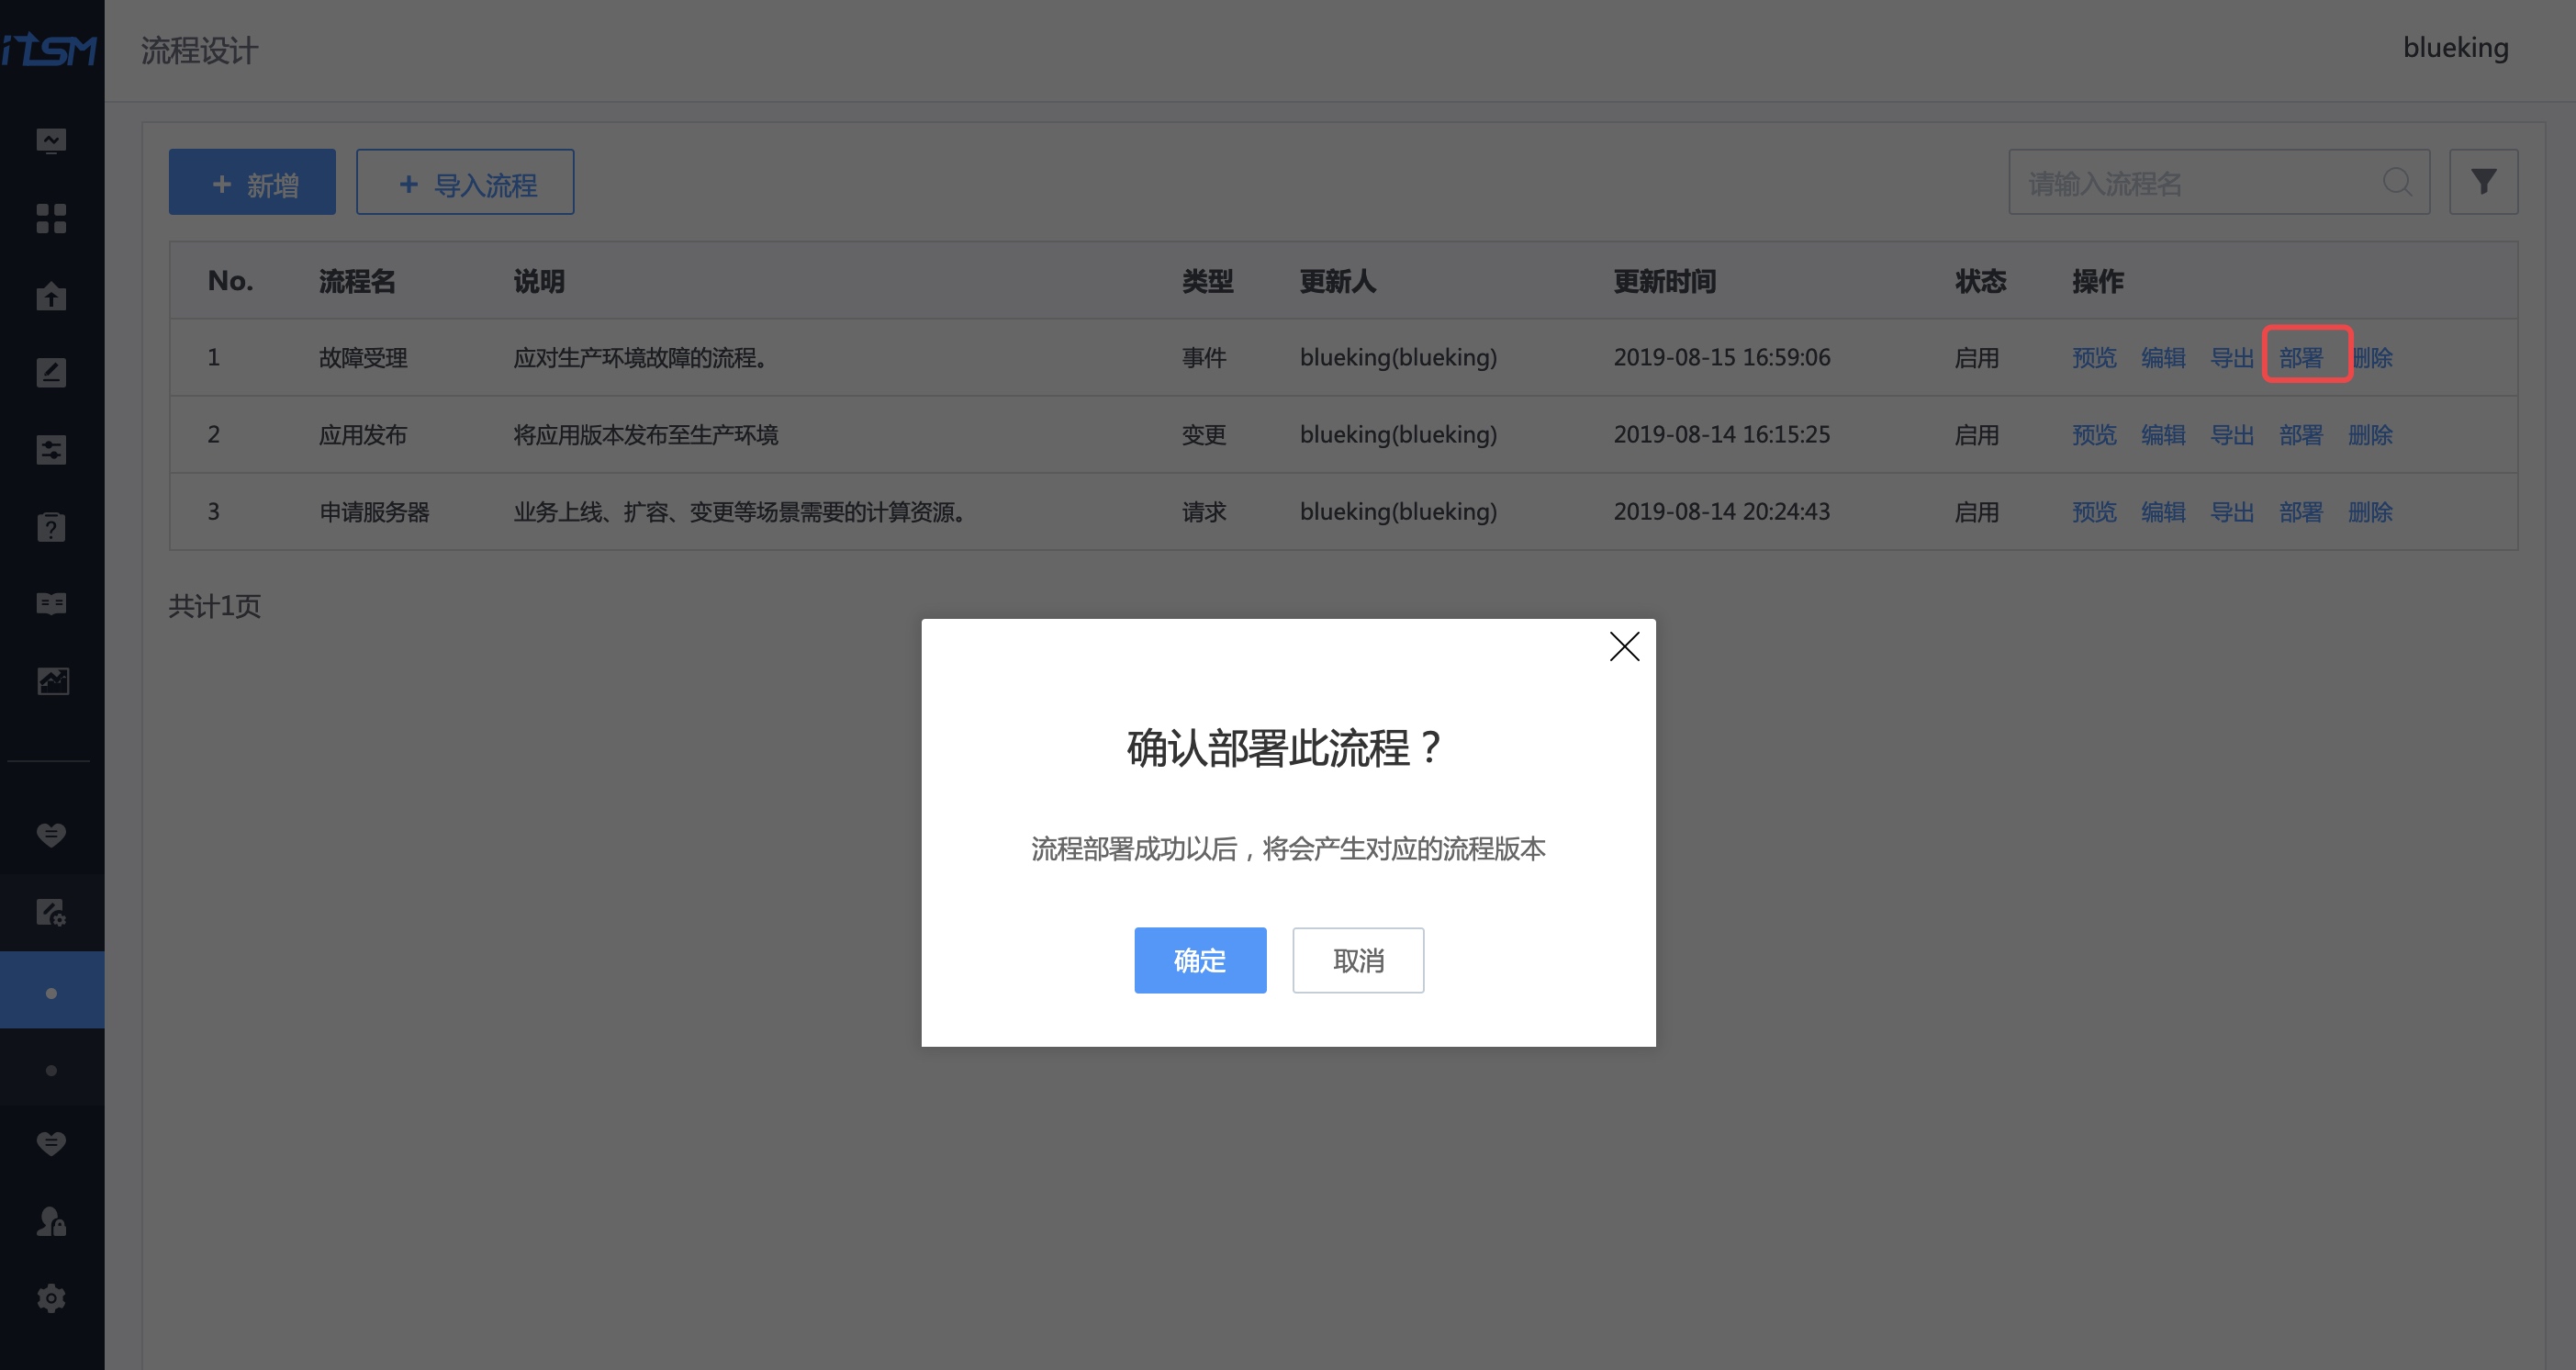 iTSM
流程设计
blueking
+ 新增
+ 导入流程
请输入流程名
No. 流程名 说明 类型 更新人 更新时间 状态 操作
1 故障受理 应对生产环境故障的流程。 事件 blueking(blueking) 2019-08-15 16:59:06 启用 预览 编辑 导出 部署 删除
2 应用发布 将应用版本发布至生产环境 变更 blueking(blueking) 2019-08-14 16:15:25 启用 预览 编辑 导出 部署 删除
3 申请服务器 业务上线、扩容、变更等场景需要的计算资源。 请求 blueking(blueking) 2019-08-14 20:24:43 启用 预览 编辑 导出 部署 删除
共计1页
确认部署此流程？
流程部署成功以后，将会产生对应的流程版本
确定
取消